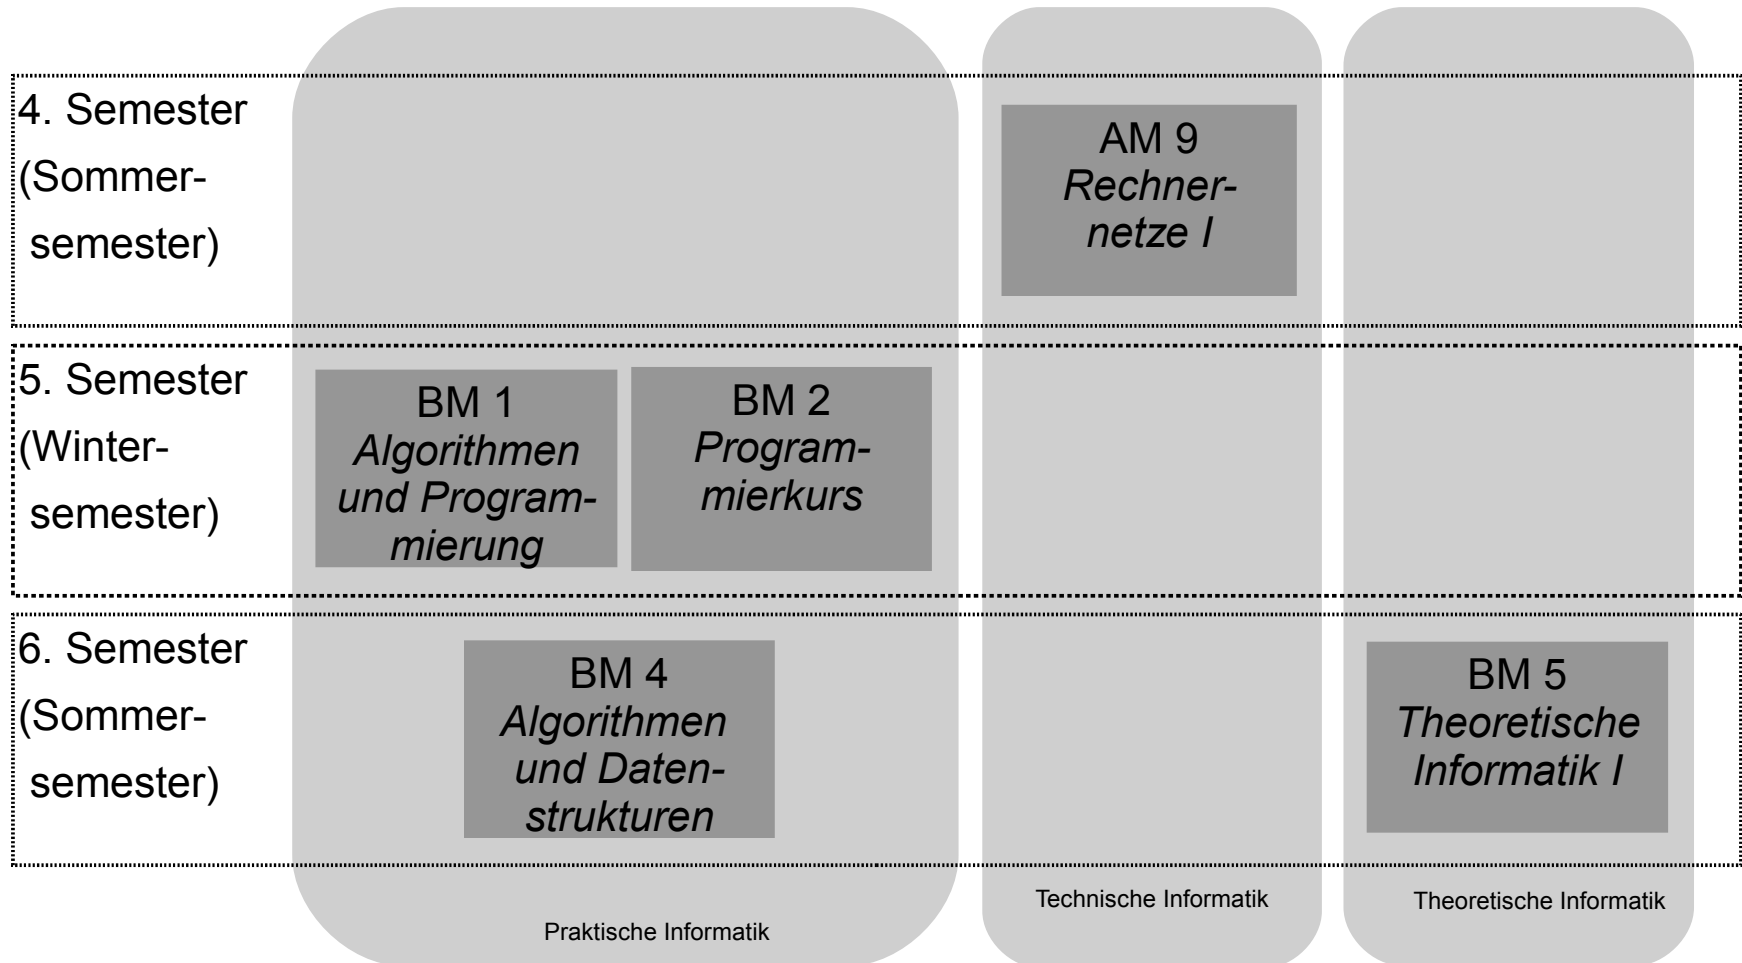 4. Semester
(Sommer-
semester)
AM 9
Rechner-
netze I
5. Semester
(Winter-
semester)
BM 1
Algorithmen
und Program-
mierung
BM 2
Program-
mierkurs
6. Semester
(Sommer-
semester)
BM 4
Algorithmen
und Daten-
strukturen
BM 5
Theoretische
Informatik I
Praktische Informatik
Technische Informatik
Theoretische Informatik